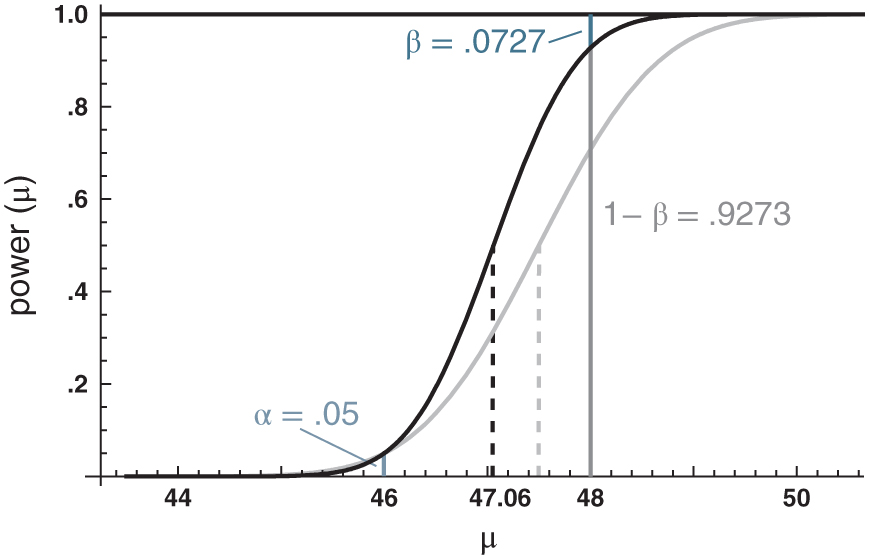 1.0
β = .0727
.8
.6
1− β = .9273
power (μ)
.4
.2
α = .05
44
46
47.06
48
50
μ